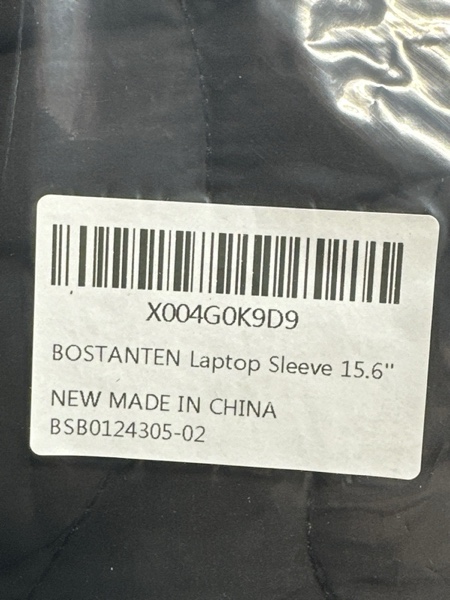 X004G0K9D9
BOSTANTEN Laptop Sleeve 15.6"
NEW MADE IN CHINA
BSB0124305-02